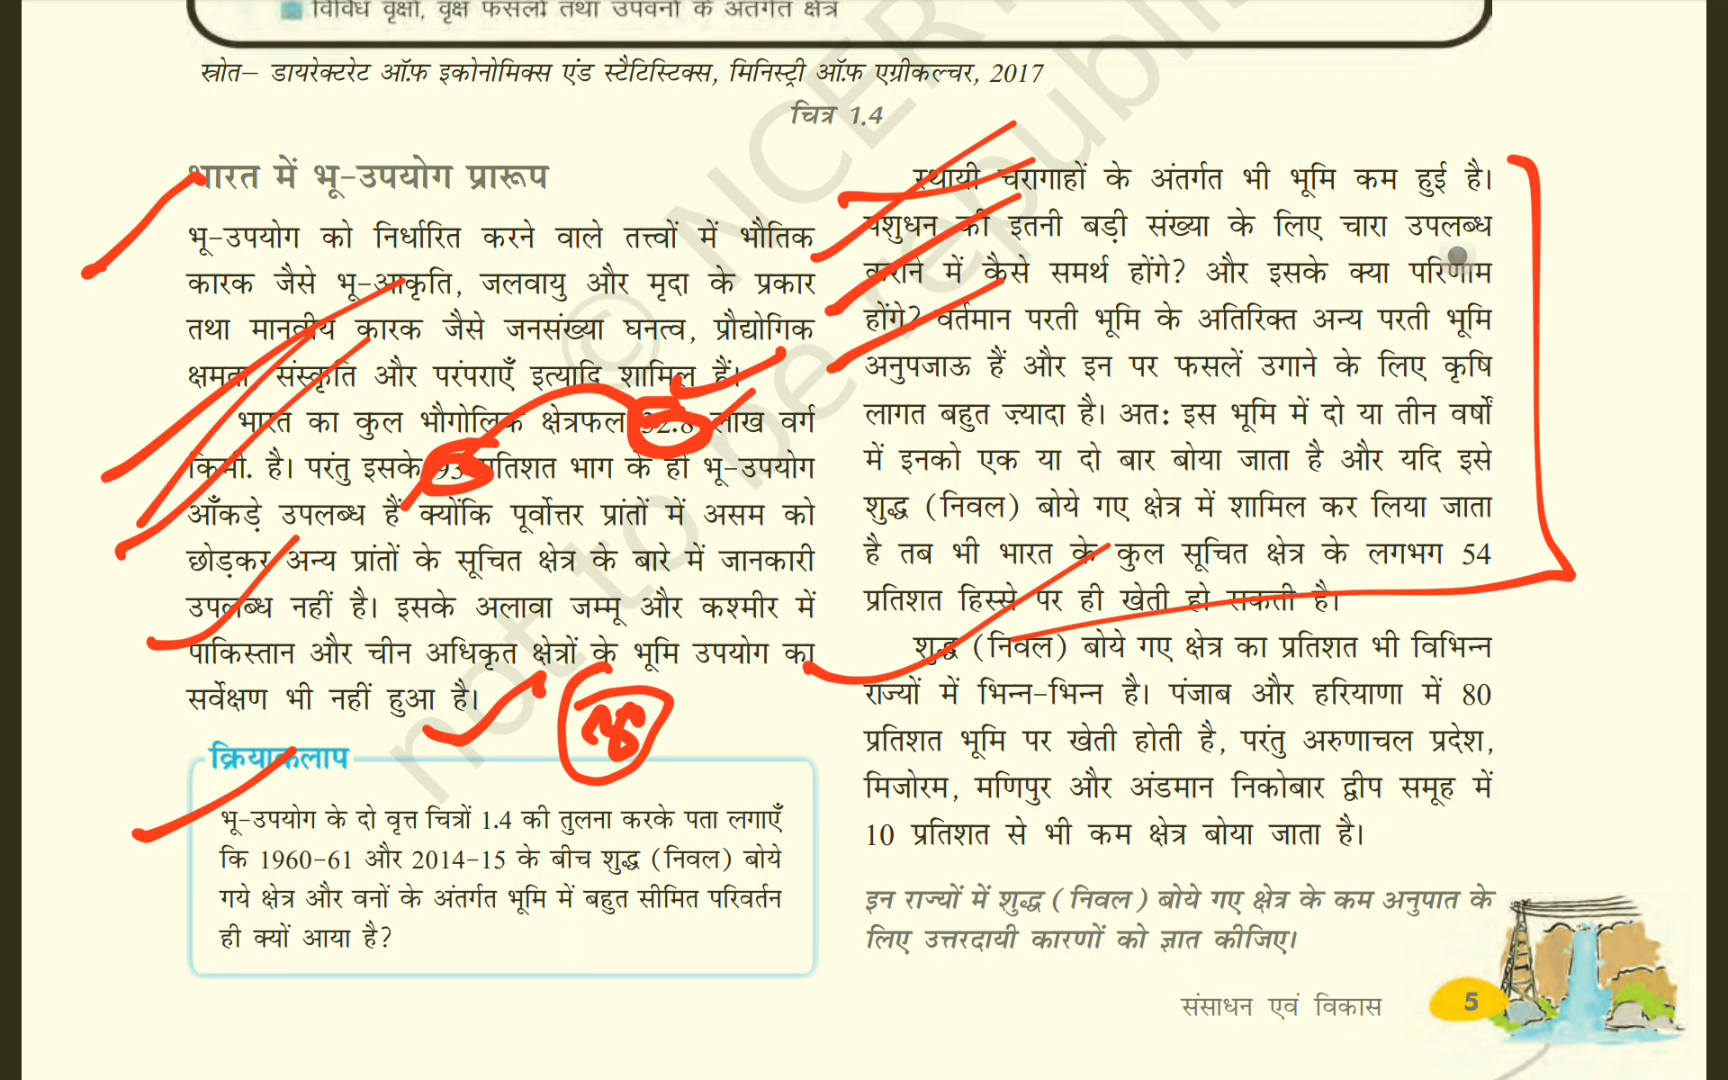 विविध वृक्षों, वृक्ष फसलों तथा उपवनों के अंतर्गत क्षेत्र
स्रोत– डायरेक्टरेट ऑफ़ इकोनोमिक्स एंड स्टैटिस्टिक्स, मिनिस्ट्री ऑफ़ एग्रीकल्चर, 2017
चित्र 1.4
भारत में भू-उपयोग प्रारूप
भू-उपयोग को निर्धारित करने वाले तत्त्वों में भौतिक
कारक जैसे भू-आकृति, जलवायु और मृदा के प्रकार
तथा मानवीय कारक जैसे जनसंख्या घनत्व, प्रौद्योगिक
क्षमता संस्कृति और परंपराएँ इत्यादि शामिल हैं।
भारत का कुल भौगोलिक क्षेत्रफल 32.8 लाख वर्ग
किमी. है। परंतु इसके 93 प्रतिशत भाग के ही भू-उपयोग
आँकड़े उपलब्ध हैं क्योंकि पूर्वोत्तर प्रांतों में असम को
छोड़कर अन्य प्रांतों के सूचित क्षेत्र के बारे में जानकारी
उपलब्ध नहीं है। इसके अलावा जम्मू और कश्मीर में
पाकिस्तान और चीन अधिकृत क्षेत्रों के भूमि उपयोग का
सर्वेक्षण भी नहीं हुआ है।
क्रियाकलाप
भू-उपयोग के दो वृत्त चित्रों 1.4 की तुलना करके पता लगाएँ
कि 1960-61 और 2014-15 के बीच शुद्ध (निवल) बोये
गये क्षेत्र और वनों के अंतर्गत भूमि में बहुत सीमित परिवर्तन
ही क्यों आया है?
स्थायी चरागाहों के अंतर्गत भी भूमि कम हुई है।
पशुधन की इतनी बड़ी संख्या के लिए चारा उपलब्ध
कराने में कैसे समर्थ होंगे? और इसके क्या परिणाम
होंगे? वर्तमान परती भूमि के अतिरिक्त अन्य परती भूमि
अनुपजाऊ हैं और इन पर फसलें उगाने के लिए कृषि
लागत बहुत ज़्यादा है। अतः इस भूमि में दो या तीन वर्षों
में इनको एक या दो बार बोया जाता है और यदि इसे
शुद्ध (निवल) बोये गए क्षेत्र में शामिल कर लिया जाता
है तब भी भारत के कुल सूचित क्षेत्र के लगभग 54
प्रतिशत हिस्से पर ही खेती हो सकती है।
शुद्ध (निवल) बोये गए क्षेत्र का प्रतिशत भी विभिन्न
राज्यों में भिन्न-भिन्न है। पंजाब और हरियाणा में 80
प्रतिशत भूमि पर खेती होती है, परंतु अरुणाचल प्रदेश,
मिजोरम, मणिपुर और अंडमान निकोबार द्वीप समूह में
10 प्रतिशत से भी कम क्षेत्र बोया जाता है।
इन राज्यों में शुद्ध (निवल) बोये गए क्षेत्र के कम अनुपात के
लिए उत्तरदायी कारणों को ज्ञात कीजिए।
संसाधन एवं विकास 5
© NCERT
not to be republi